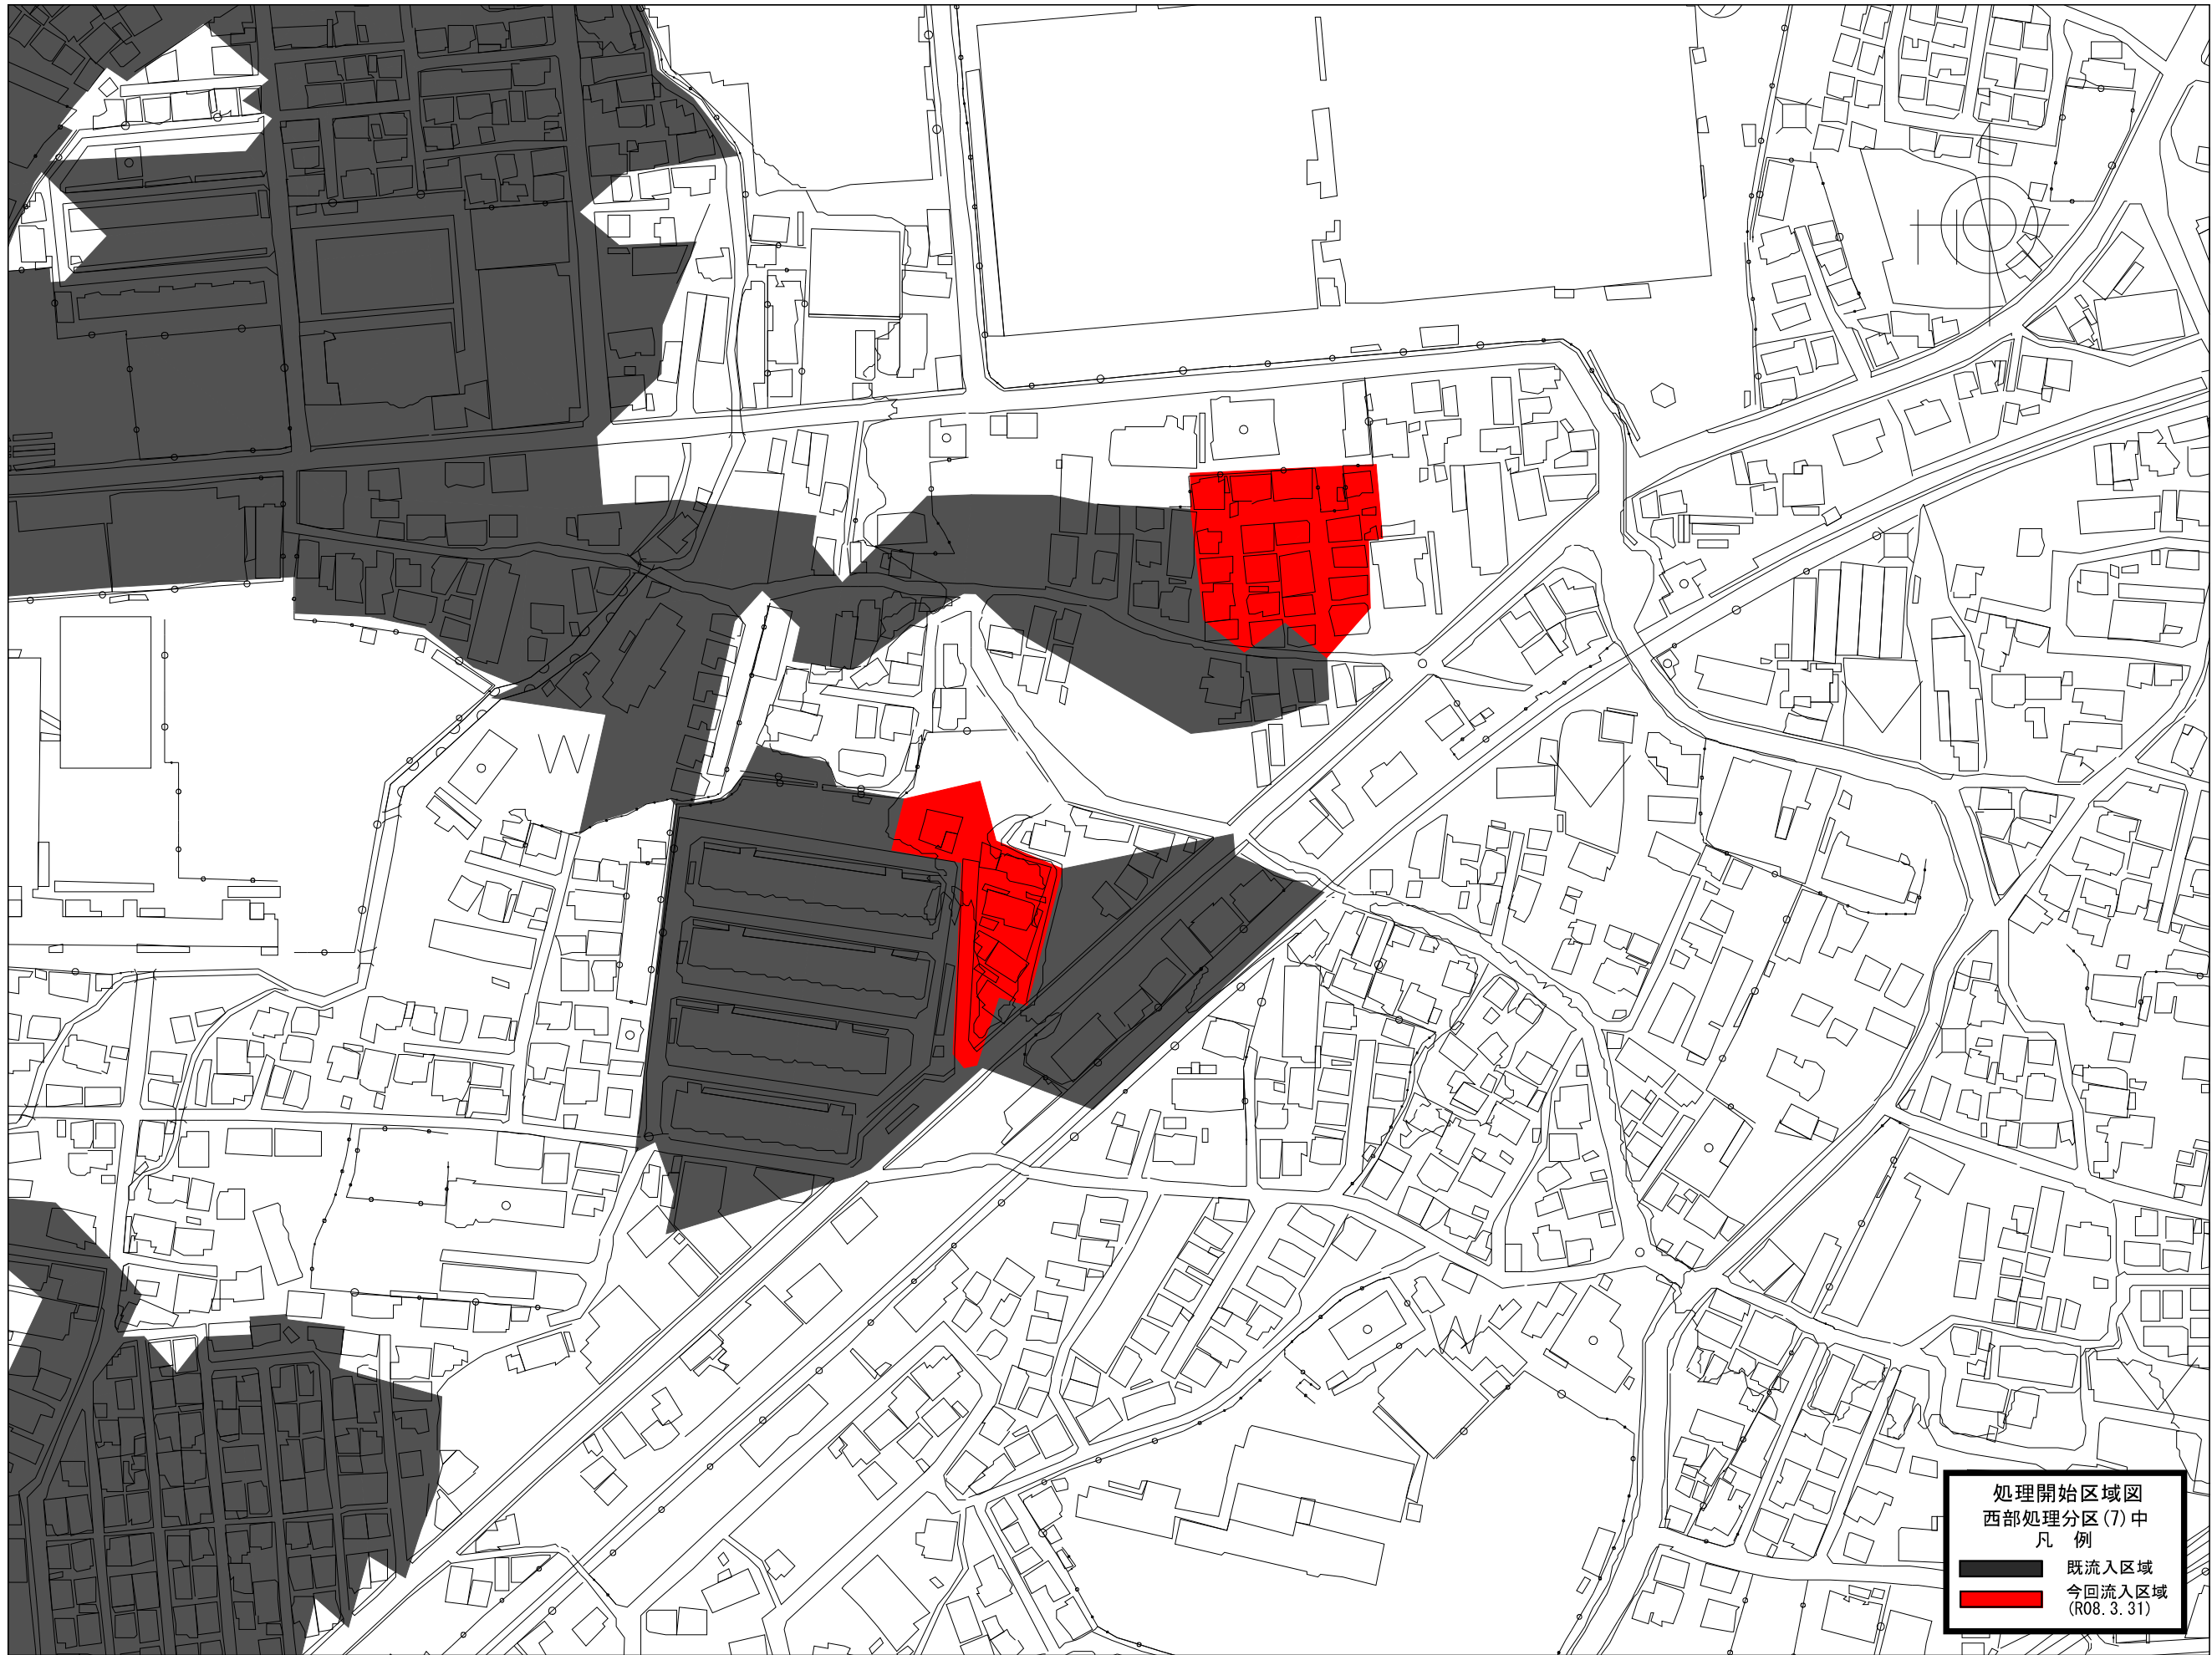 処理開始区域図
西部処理分区(7)中
凡 例
既流入区域
今回流入区域
(R08.3.31)